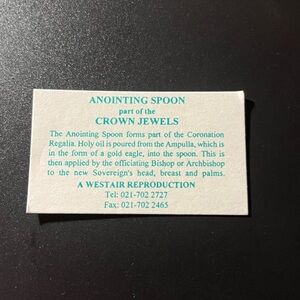 ANOINTING SPOON
part of the
CROWN JEWELS
The Anointing Spoon forms part of the Coronation
Regalia. Holy oil is poured from the Ampulla, which is
in the form of a gold eagle, into the spoon. This is
then applied by the officiating Bishop or Archbishop
to the new Sovereign's head, breast and palms.
A WESTAIR REPRODUCTION
Tel: 021-702 2727
Fax: 021-702 2465